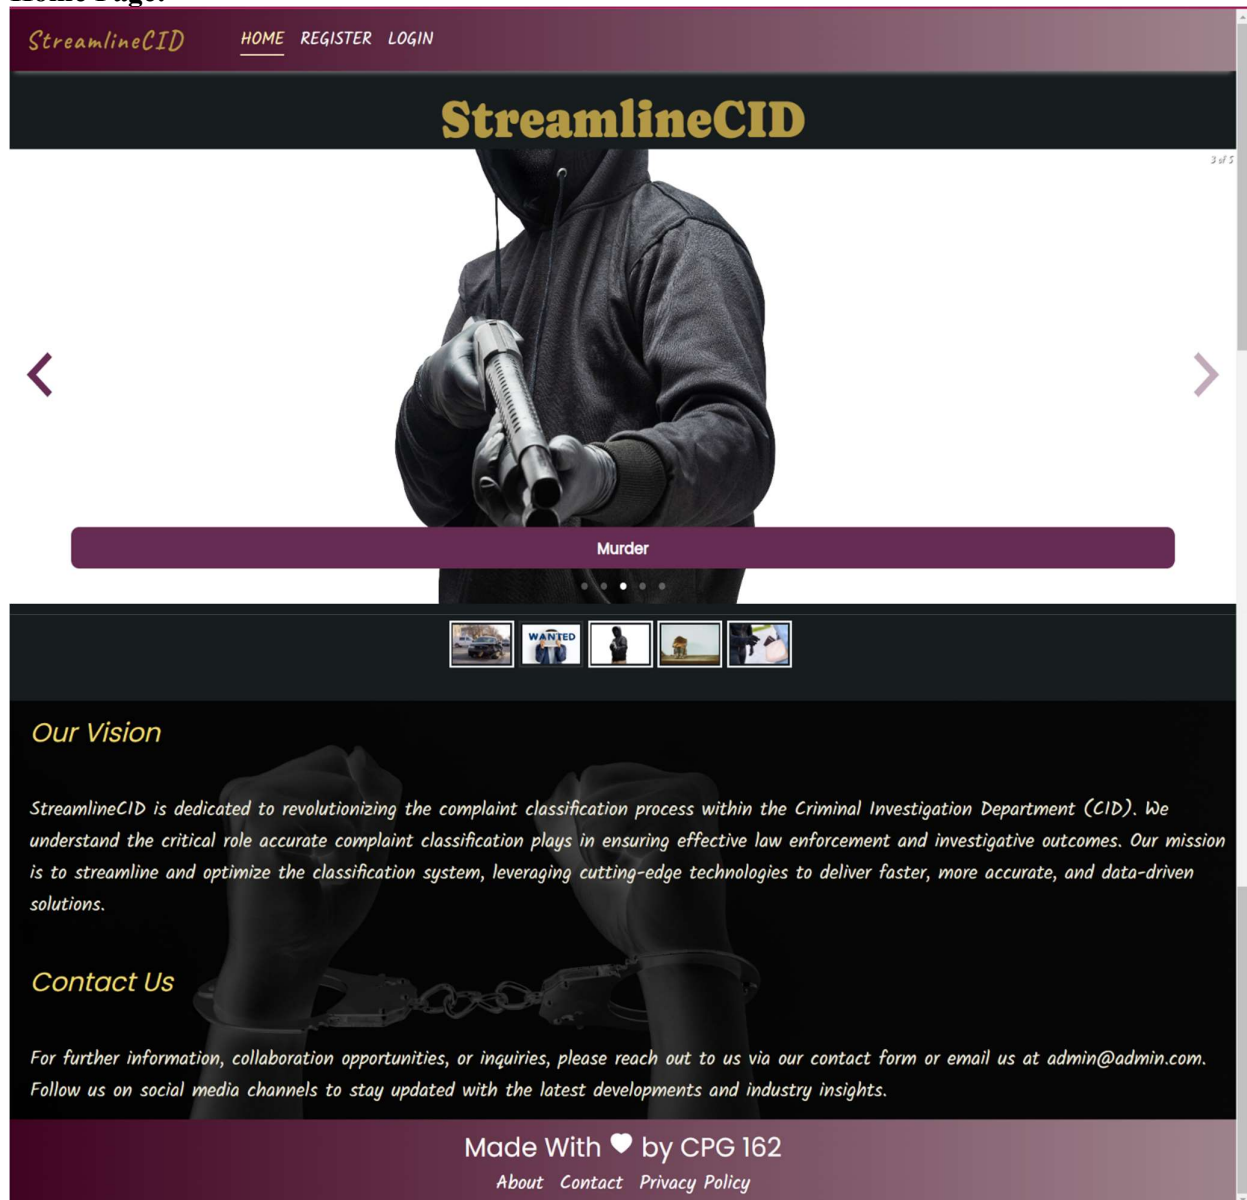 Home Page:
StreamlineCID
HOME REGISTER LOGIN
StreamlineCID
3 of 5
Murder
WANTED
Our Vision
StreamlineCID is dedicated to revolutionizing the complaint classification process within the Criminal Investigation Department (CID). We
understand the critical role accurate complaint classification plays in ensuring effective law enforcement and investigative outcomes. Our mission
is to streamline and optimize the classification system, leveraging cutting-edge technologies to deliver faster, more accurate, and data-driven
solutions.
Contact Us
For further information, collaboration opportunities, or inquiries, please reach out to us via our contact form or email us at admin@admin.com.
Follow us on social media channels to stay updated with the latest developments and industry insights.
Made With ♥ by CPG 162
About Contact Privacy Policy